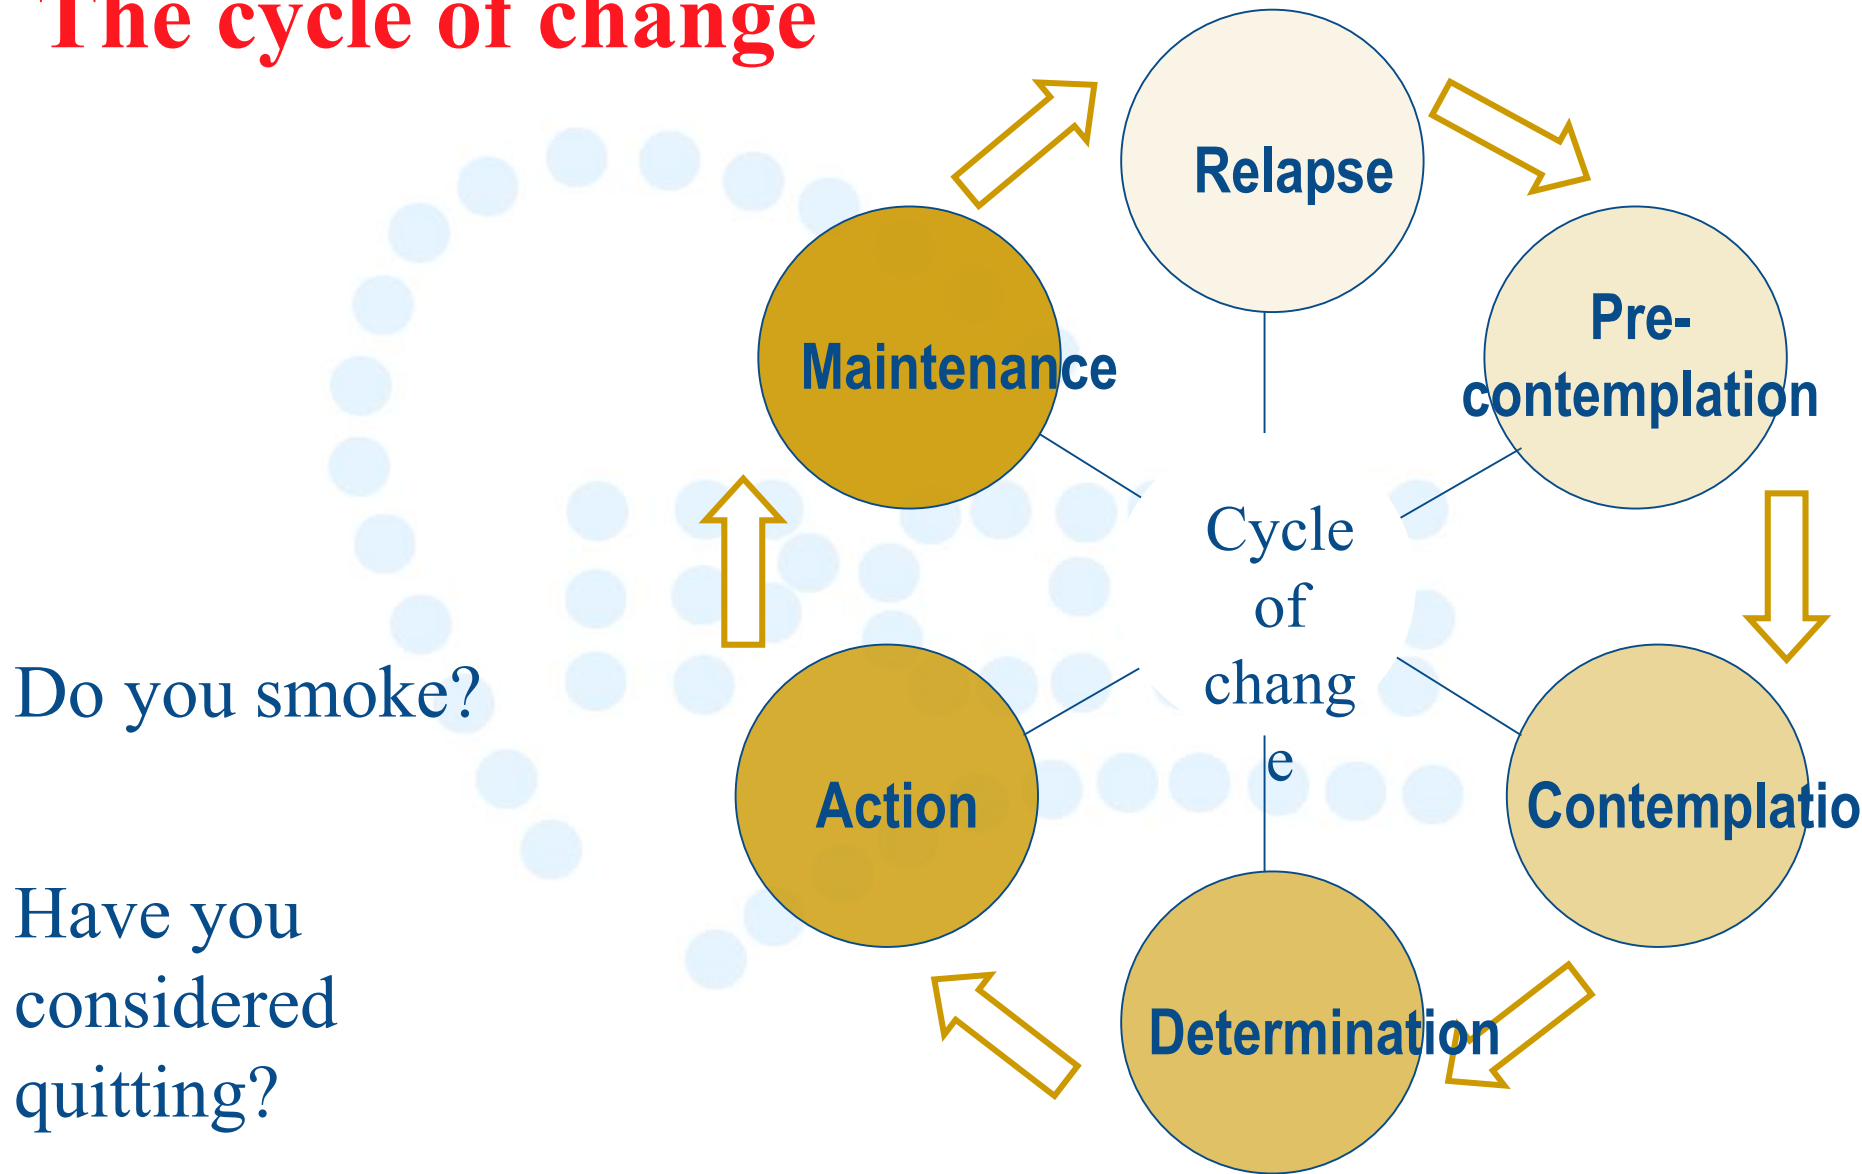 The cycle of change
Relapse
Pre-
contemplation
Maintenance
Cycle
of
chang
e
Do you smoke?
Action
Contemplatio
Have you
considered
quitting?
Determination